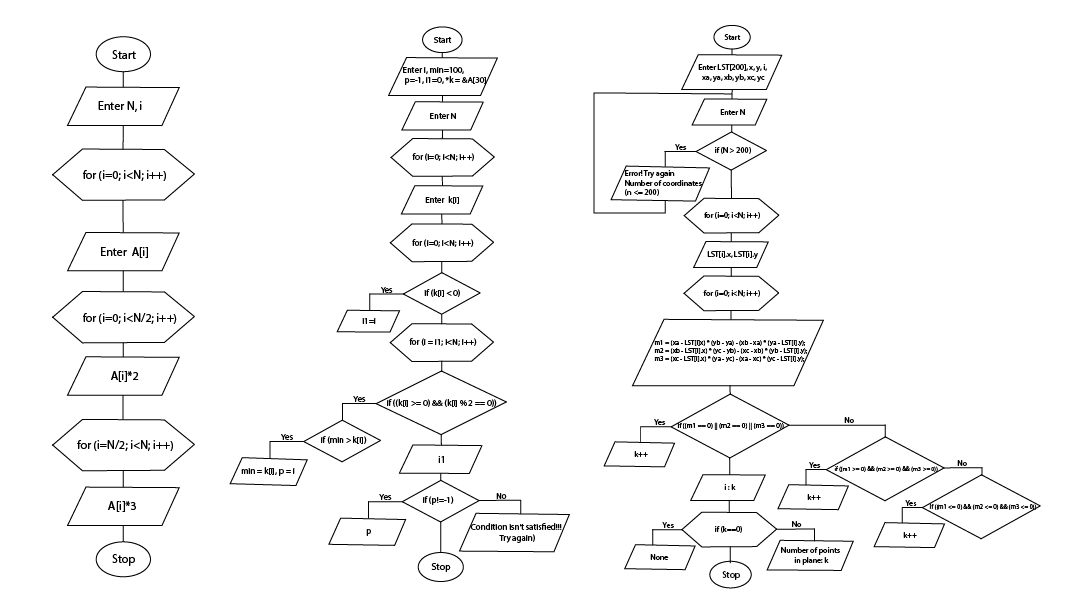 Start
Enter N, i
for (i=0; i<N; i++)
Enter A[i]
for (i=0; i<N/2; i++)
A[i]*2
for (i=N/2; i<N; i++)
A[i]*3
Stop
Start
Enter i, min=100,
p=-1, i1=0, *k = &A[30]
Enter N
for (i=0; i<N; i++)
Enter k[i]
for (i=0; i<N; i++)
if (k[i] < 0)
Yes
i1=i
for (i = i1; i<N; i++)
if ((k[i] >= 0) && (k[i] % 2 == 0))
Yes
if (min > k[i])
Yes
min = k[i], p = i
i1
if (p!=-1)
Yes
No
p
Condition isn't satisfied!!!
Try again)
Stop
Start
Enter LST[200], x, y, i,
xa, ya, xb, yb, xc, yc
Enter N
if (N > 200)
Yes
Error! Try again
Number of coordinates
(n <= 200)
for (i=0; i<N; i++)
LST[i].x, LST[i].y
for (i=0; i<N; i++)
m1 = (xa - LST[i]x) * (yb - ya) - (xb - xa) * (ya - LST[i].y);
m2 = (xb - LST[i].x) * (yc - yb) - (xc - xb) * (yb - LST[i].y);
m3 = (xc - LST[i].x) * (ya - yc) - (xa - xc) * (yc - LST[i].y);
if ((m1 == 0) || (m2 == 0) || (m3 == 0))
Yes
No
k++
if ((m1 >= 0) && (m2 >= 0) && (m3 >=0))
Yes
No
k++
if ((m1 <= 0) && (m2 <=0) && (m3 <= 0))
Yes
k++
i : k
if (k==0)
Yes
No
None
Number of points
in plane: k
Stop